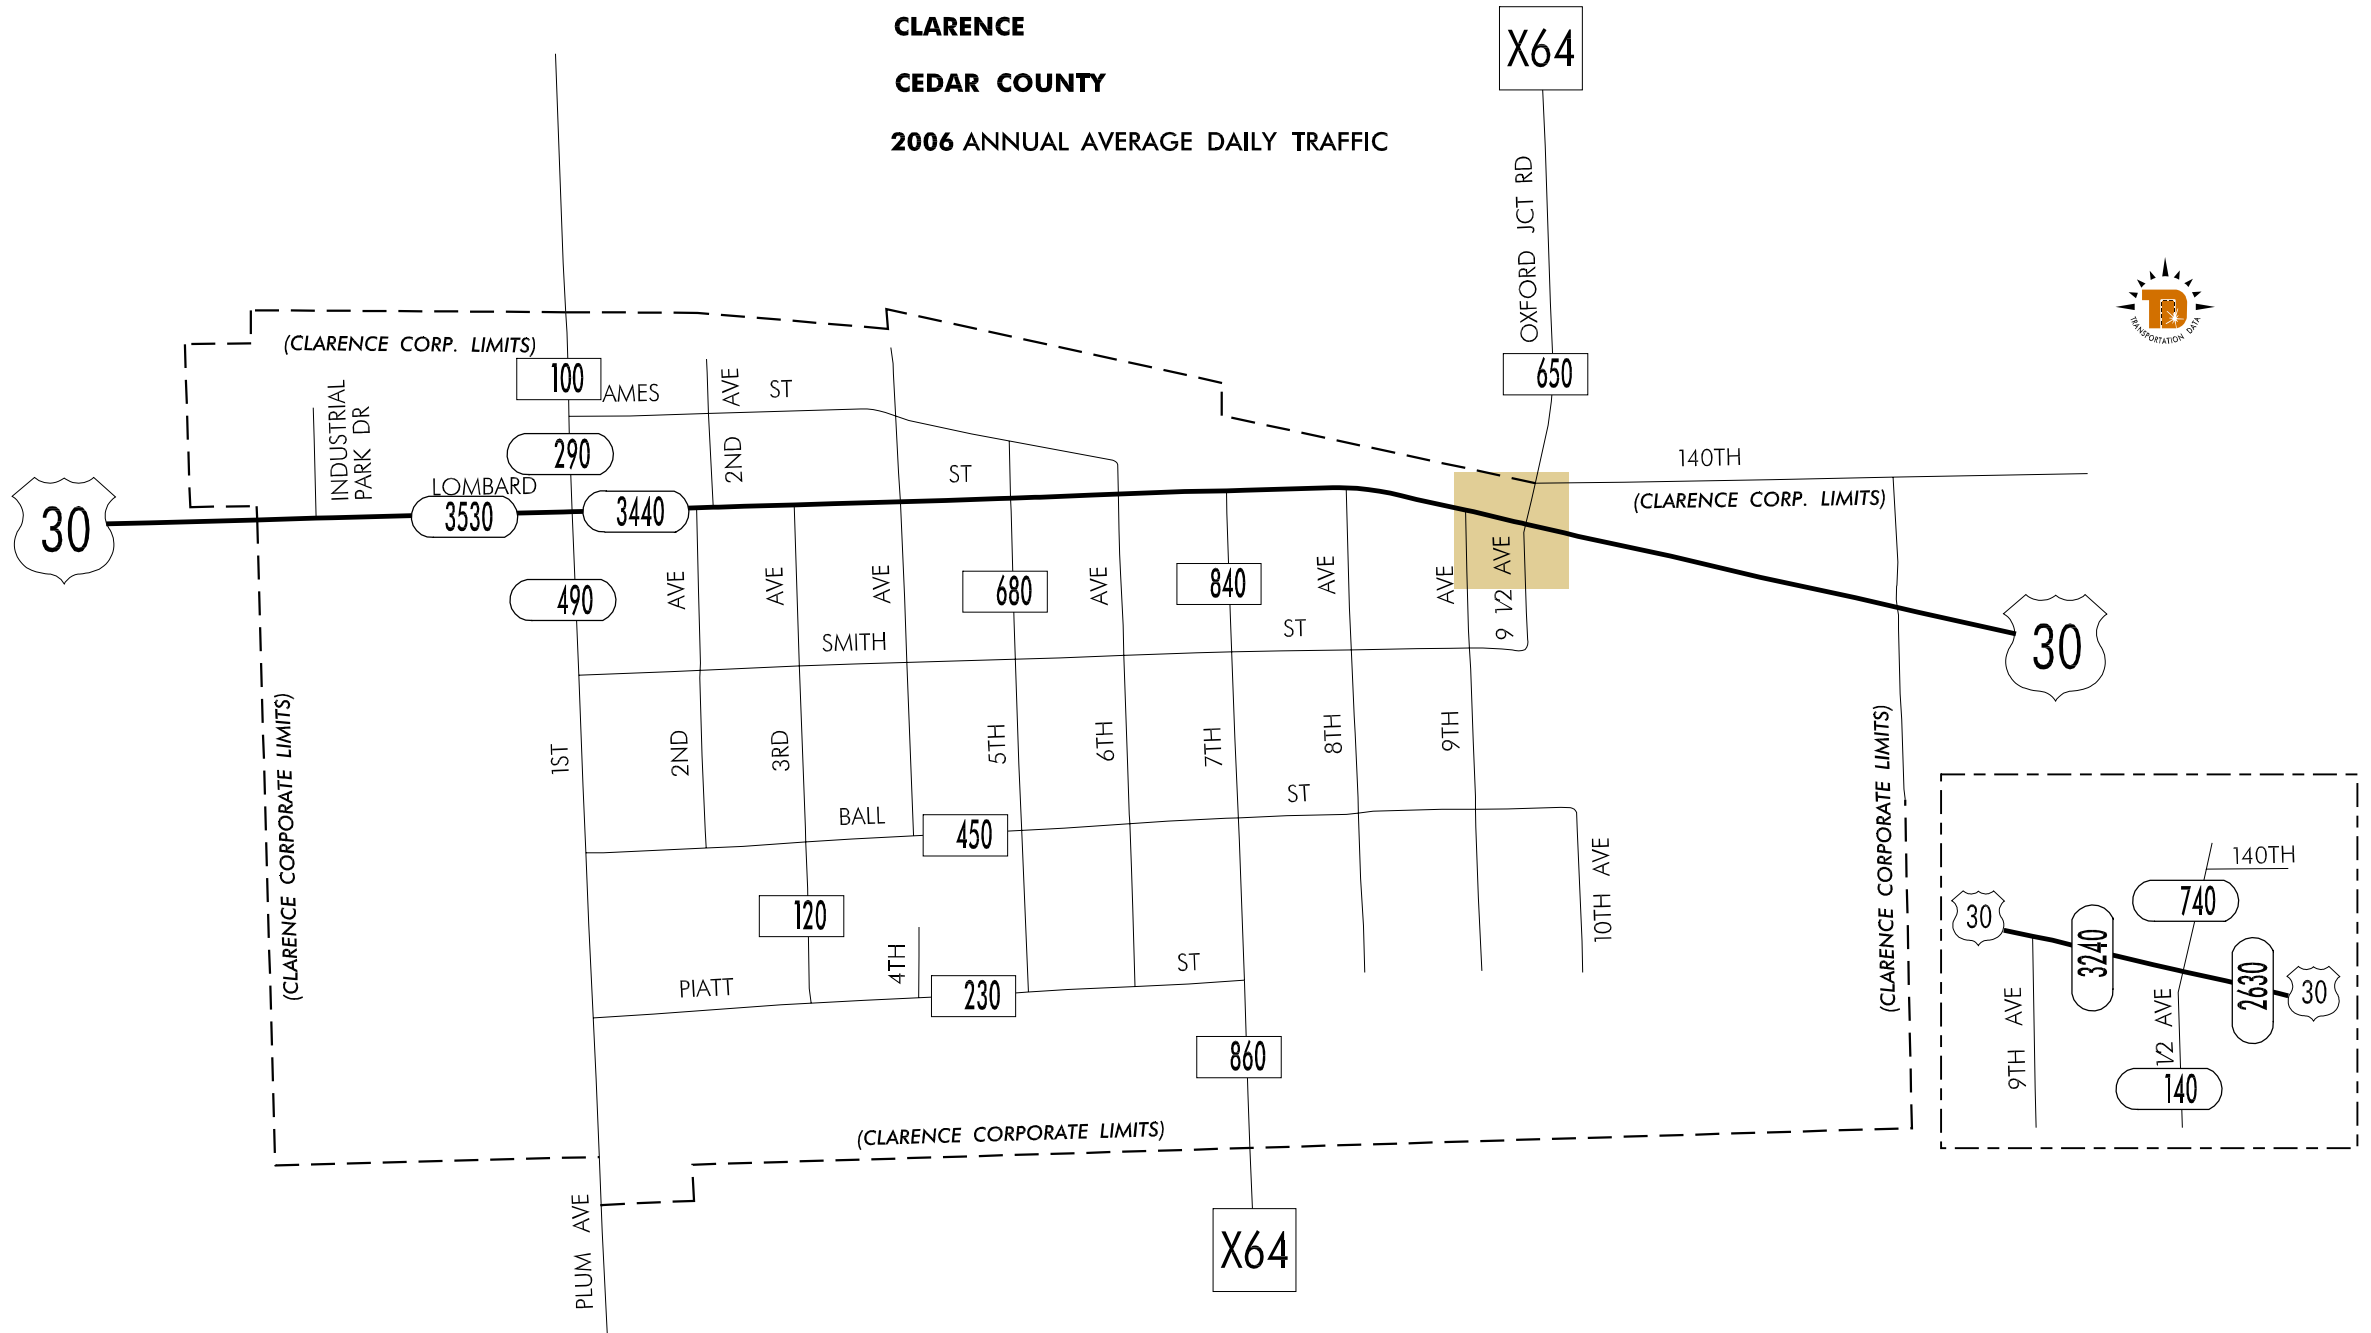 CLARENCE
CEDAR COUNTY
2006 ANNUAL AVERAGE DAILY TRAFFIC
X64
OXFORD JCT RD
650
TRANSPORTATION DATA
TD
(CLARENCE CORP. LIMITS)
100
AMES ST
INDUSTRIAL
PARK DR
290
2ND AVE
ST
140TH
(CLARENCE CORP. LIMITS)
30
LOMBARD
3530
3440
490
AVE
AVE
AVE
680
AVE
840
AVE
AVE
9 1/2 AVE
SMITH ST
30
(CLARENCE CORPORATE LIMITS)
1ST
2ND
3RD
5TH
6TH
7TH
8TH
9TH
(CLARENCE CORPORATE LIMITS)
BALL ST
450
120
4TH
10TH AVE
PIATT ST
230
860
(CLARENCE CORPORATE LIMITS)
PLUM AVE
X64
140TH
740
30
3240
2630
30
9TH AVE
1/2 AVE
140